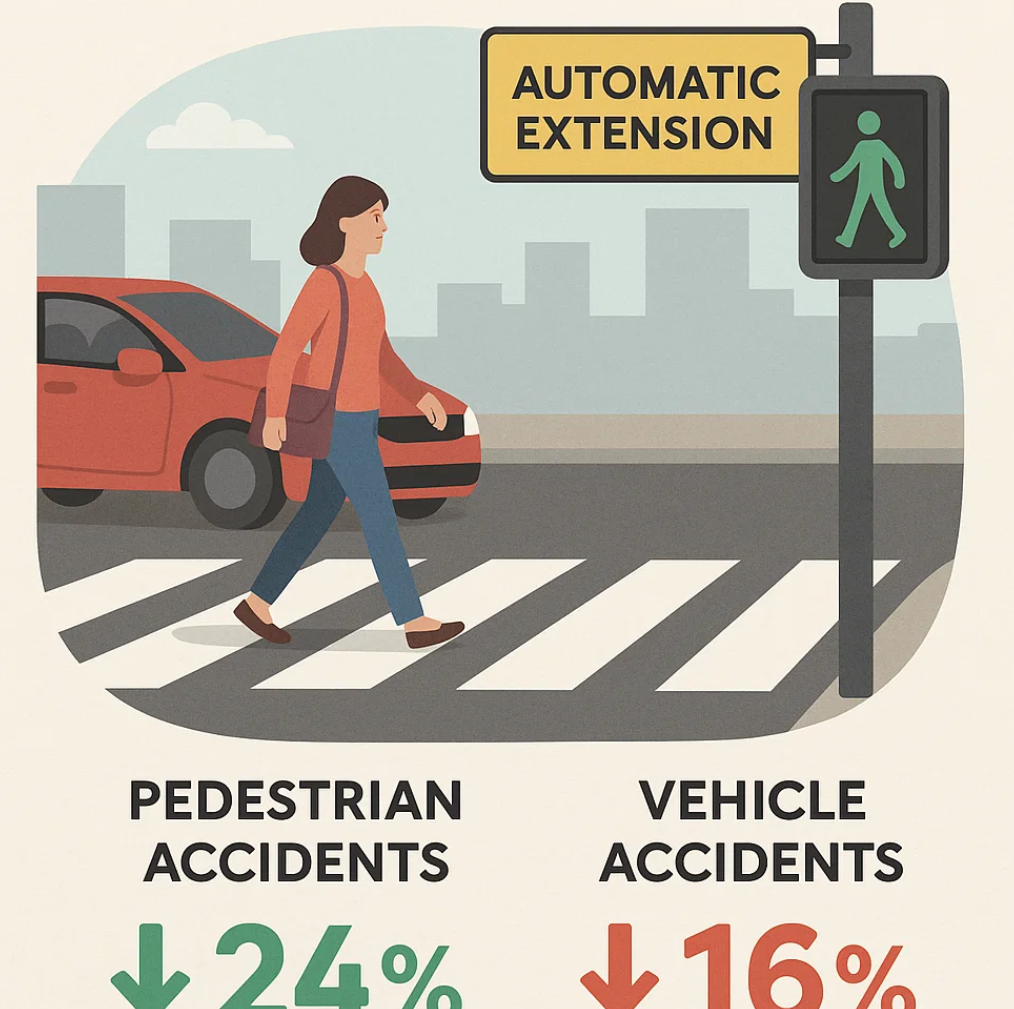 AUTOMATIC
EXTENSION
PEDESTRIAN
ACCIDENTS
↓24%
VEHICLE
ACCIDENTS
↓16%